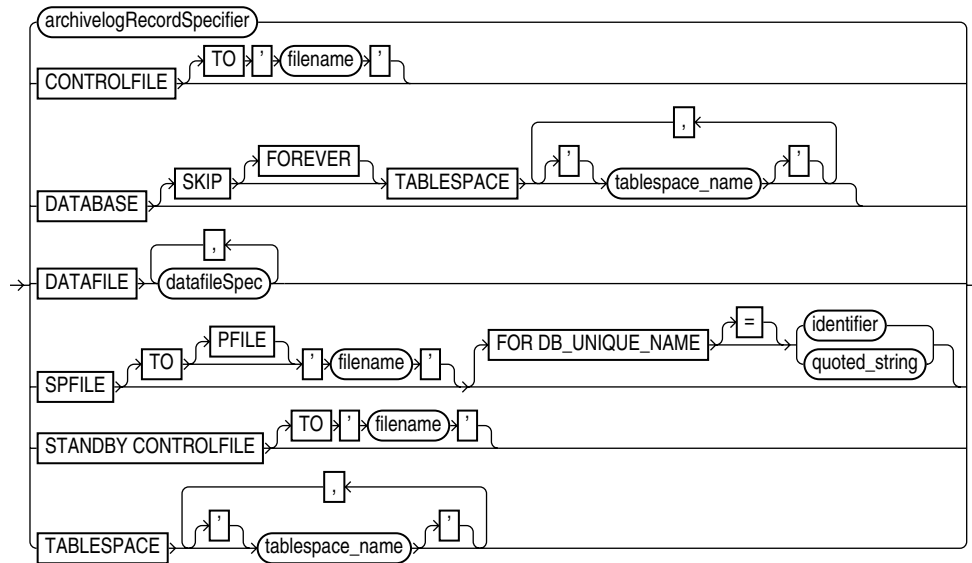 archivelogRecordSpecifier
TO ' filename '
CONTROLFILE
,
FOREVER ' '
SKIP TABLESPACE tablespace_name
DATABASE
,
DATAFILE datafileSpec
PFILE = identifier
TO ' filename ' FOR DB_UNIQUE_NAME quoted_string
SPFILE
TO ' filename '
STANDBY CONTROLFILE
,
' '
TABLESPACE tablespace_name